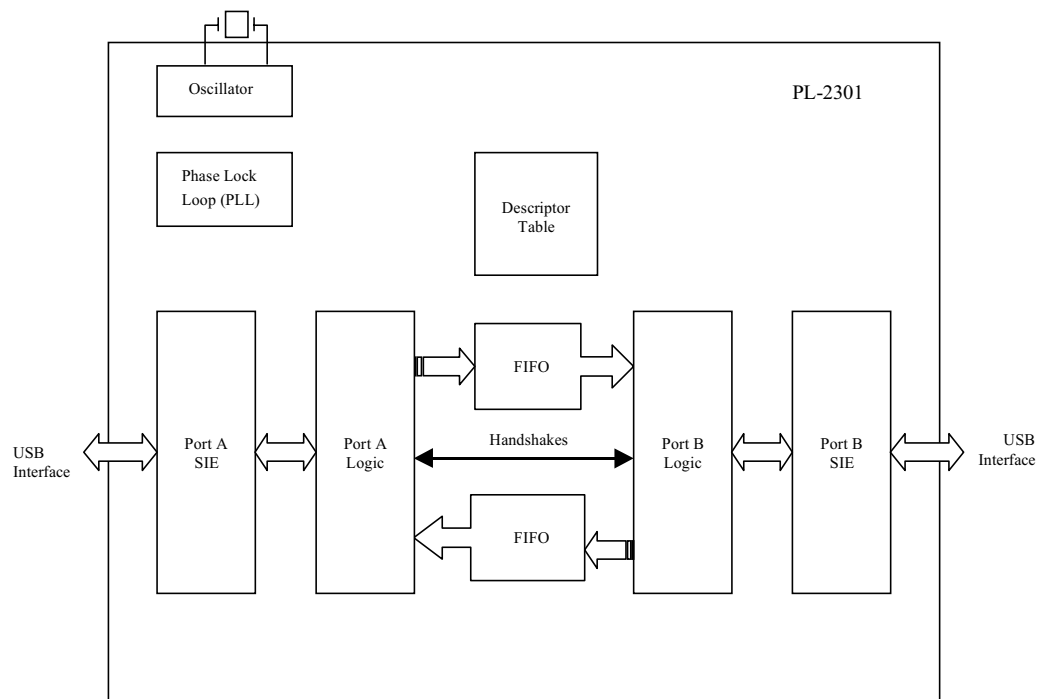 Oscillator
PL-2301
Phase Lock
Loop (PLL)
Descriptor
Table
FIFO
USB
Interface
Port A
SIE
Port A
Logic
Handshakes
Port B
Logic
Port B
SIE
USB
Interface
FIFO